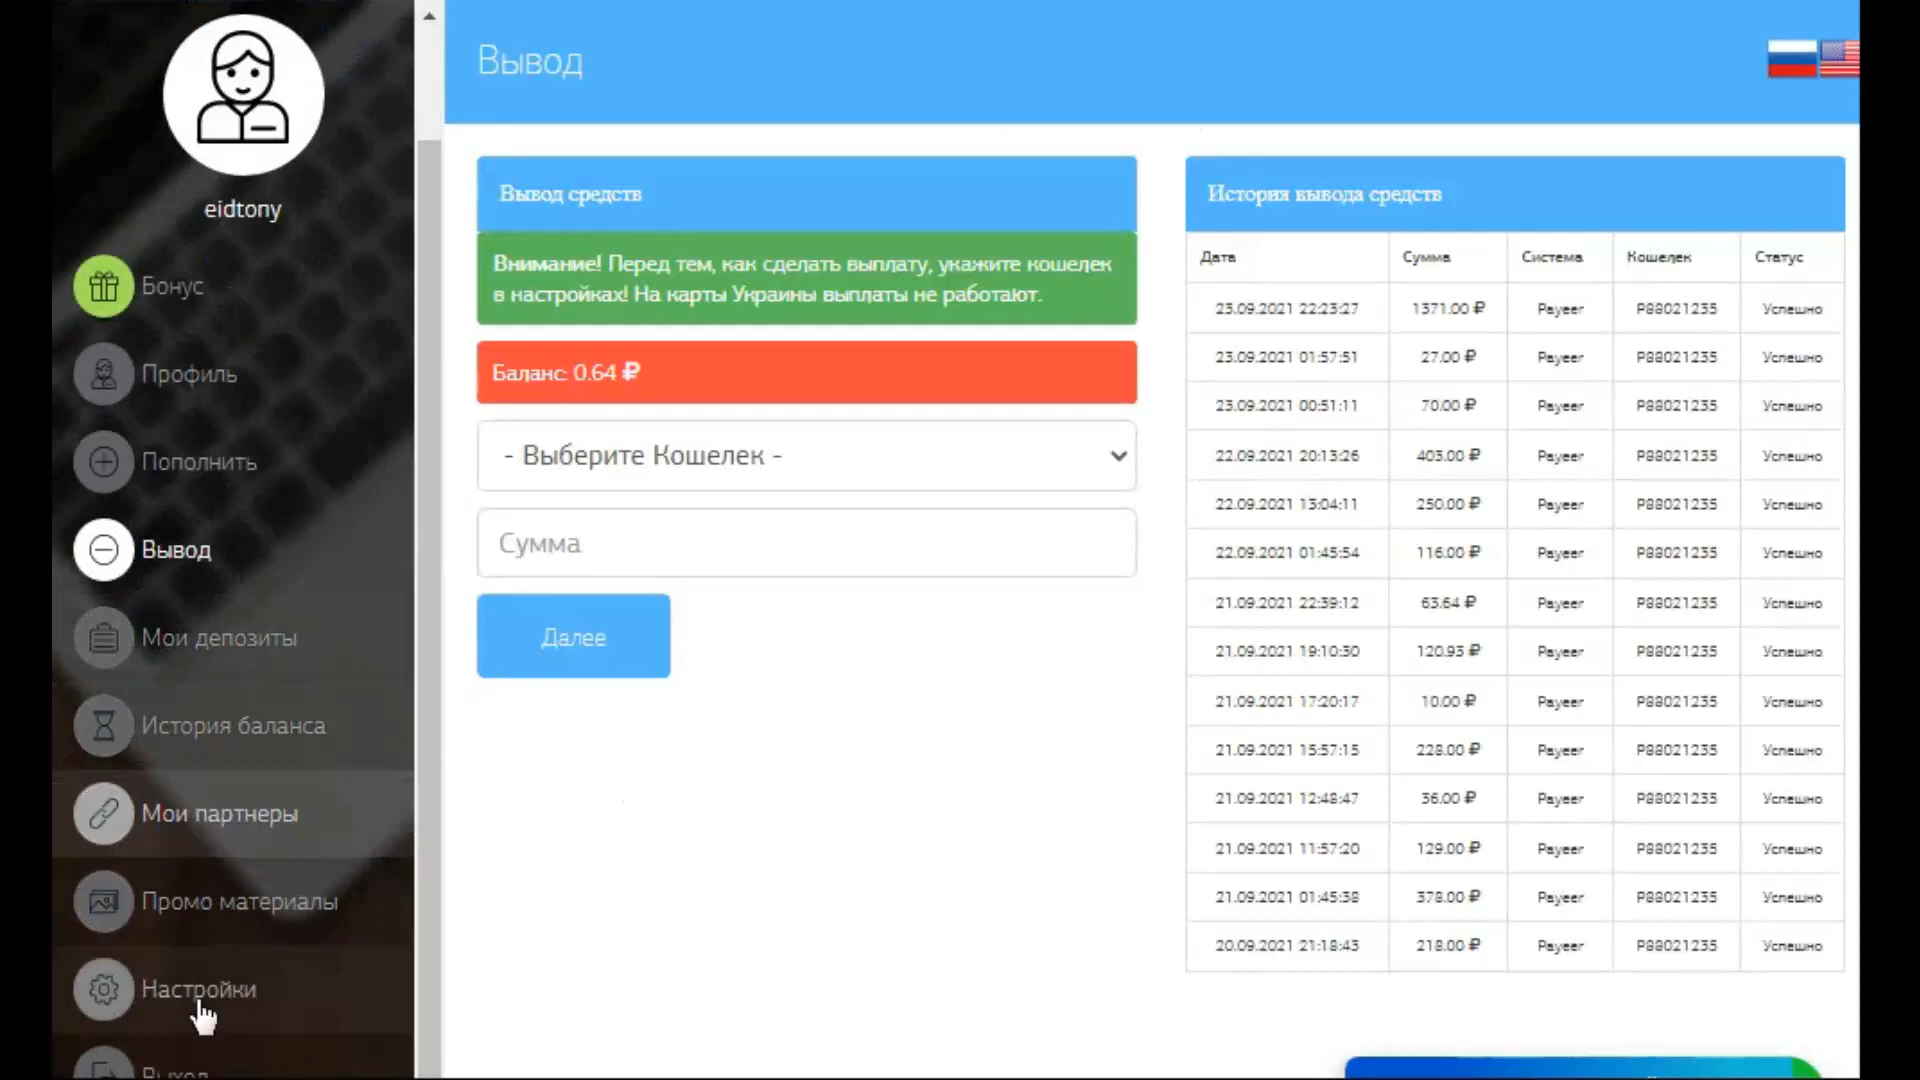 eidtony
Бонус
Профиль
Пополнить
Вывод
Мои депозиты
История баланса
Мои партнеры
Промо материалы
Настройки
Выход
Вывод
Вывод средств
Внимание! Перед тем, как сделать выплату, укажите кошелек
в настройках! На карты Украины выплаты не работают.
Баланс: 0.64 ₽
- Выберите Кошелек -
Сумма
Далее
История вывода средств
Дата Сумма Система Кошелек Статус
23.09.2021 22:23:27 1371.00 ₽ Payeer P88021235 Успешно
23.09.2021 01:57:51 27.00 ₽ Payeer P88021235 Успешно
23.09.2021 00:51:11 70.00 ₽ Payeer P88021235 Успешно
22.09.2021 20:13:26 403.00 ₽ Payeer P88021235 Успешно
22.09.2021 13:04:11 250.00 ₽ Payeer P88021235 Успешно
22.09.2021 01:45:54 116.00 ₽ Payeer P88021235 Успешно
21.09.2021 22:39:12 63.64 ₽ Payeer P88021235 Успешно
21.09.2021 19:10:30 120.93 ₽ Payeer P88021235 Успешно
21.09.2021 17:20:17 10.00 ₽ Payeer P88021235 Успешно
21.09.2021 15:57:15 228.00 ₽ Payeer P88021235 Успешно
21.09.2021 12:48:47 36.00 ₽ Payeer P88021235 Успешно
21.09.2021 11:57:20 129.00 ₽ Payeer P88021235 Успешно
21.09.2021 01:45:38 378.00 ₽ Payeer P88021235 Успешно
20.09.2021 21:18:43 218.00 ₽ Payeer P88021235 Успешно